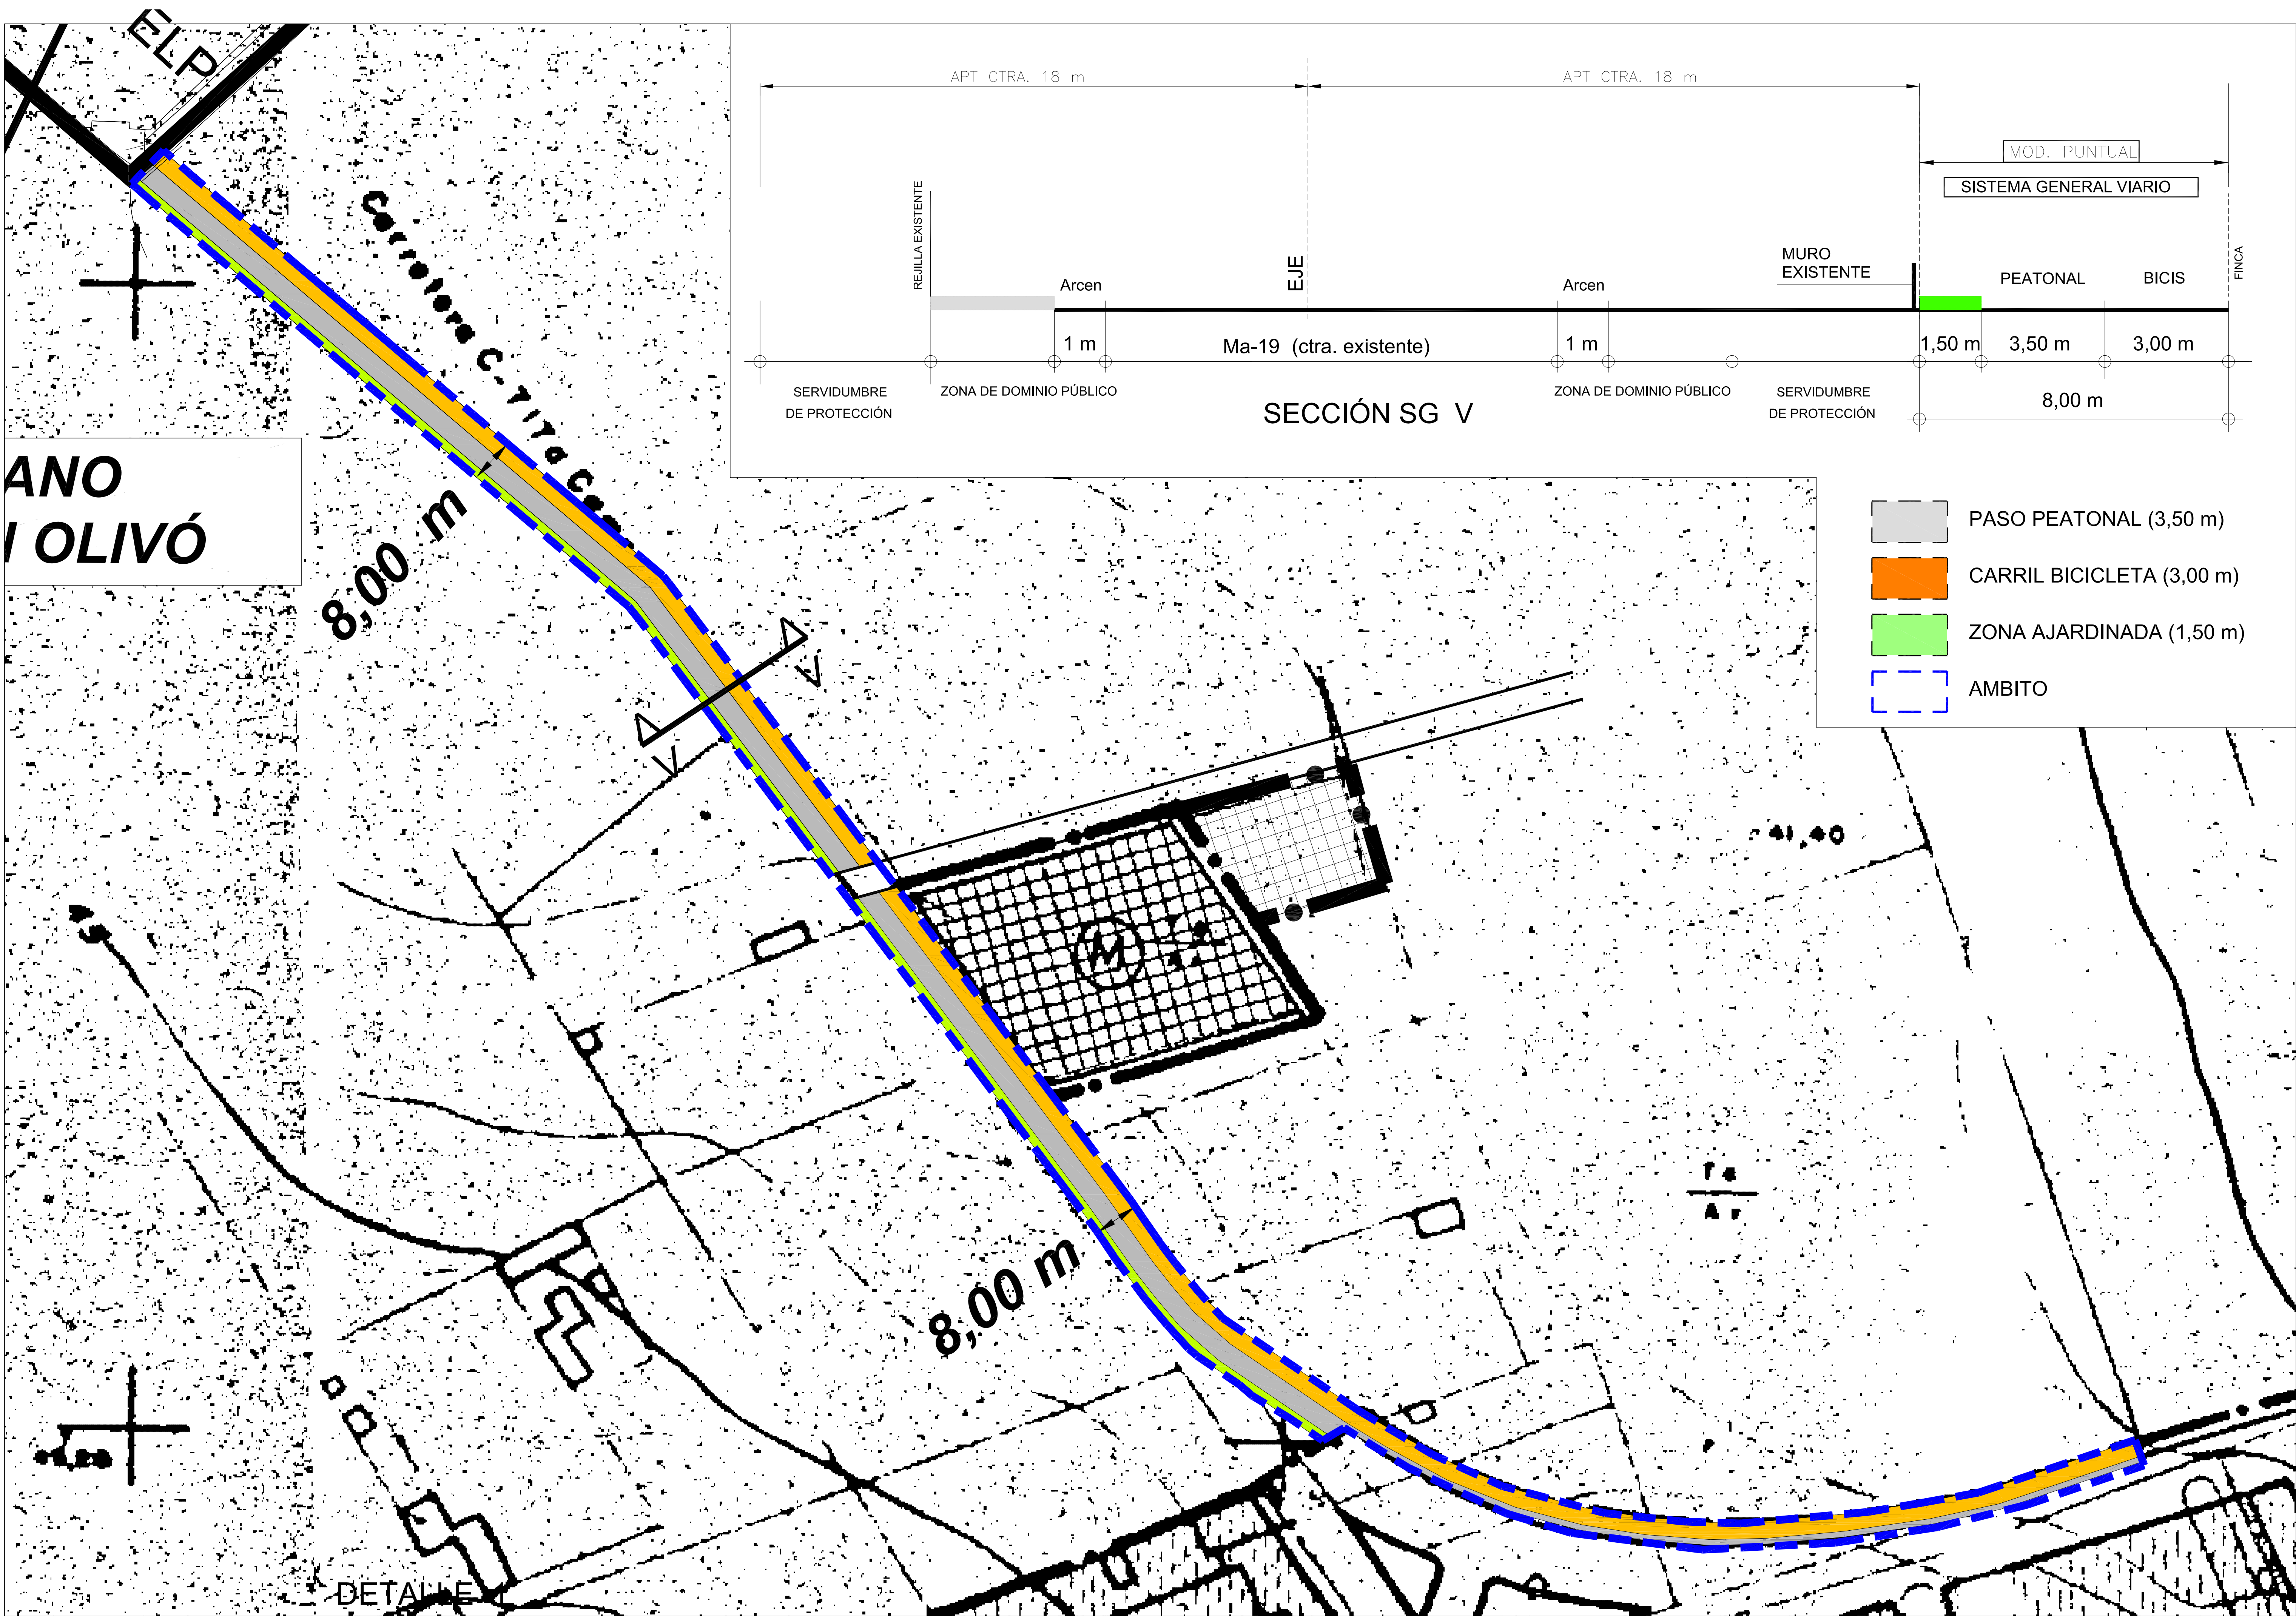 ELP
APT CTRA. 18 m
APT CTRA. 18 m
MOD. PUNTUAL
SISTEMA GENERAL VIARIO
REJILLA EXISTENTE
EJE
MURO
EXISTENTE
FINCA
Arcen
Arcen
PEATONAL
BICIS
1 m
Ma-19 (ctra. existente)
1 m
1,50 m
3,50 m
3,00 m
SERVIDUMBRE
DE PROTECCIÓN
ZONA DE DOMINIO PÚBLICO
ZONA DE DOMINIO PÚBLICO
SERVIDUMBRE
DE PROTECCIÓN
8,00 m
SECCIÓN SG V
ANO
OLIVÓ
PASO PEATONAL (3,50 m)
CARRIL BICICLETA (3,00 m)
ZONA AJARDINADA (1,50 m)
AMBITO
Carretera C-717a
8,00 m
V
V
41,40
M
8,00 m
DETALLE